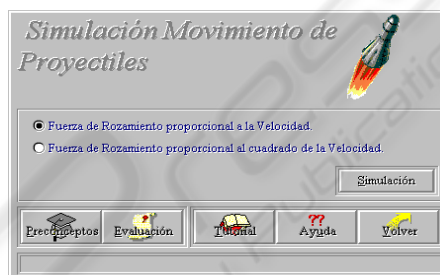 Simulación Movimiento de
Proyectiles
Fuerza de Rozamiento proporcional a la Velocidad.
Fuerza de Rozamiento proporcional al cuadrado de la Velocidad.
Simulación
Preconceptos Evaluación Tutorial Ayuda Volver